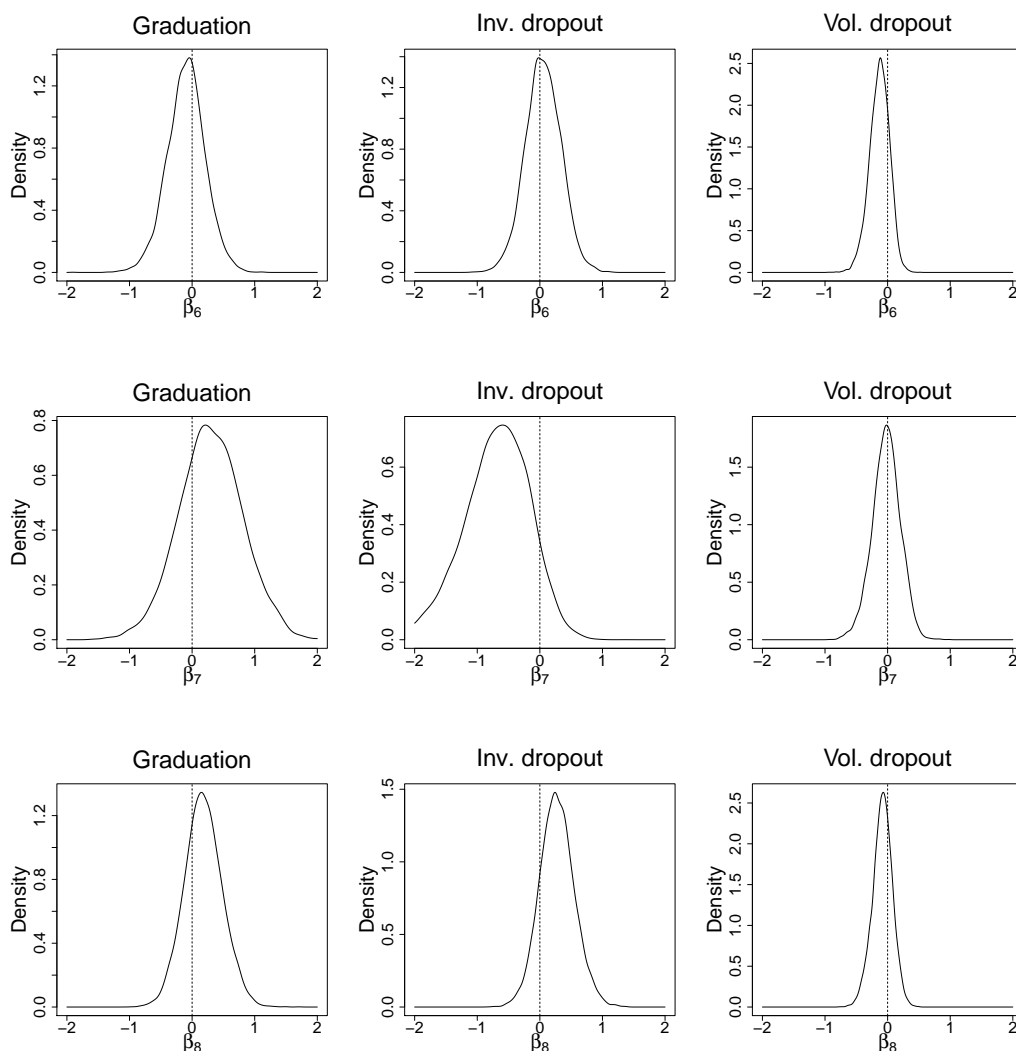 Graduation Inv. dropout Vol. dropout
Density
0.0 0.4 0.8 1.2
−2 −1 0 1 2
β6
Density
0.0 0.4 0.8 1.2
−2 −1 0 1 2
β6
Density
0.0 0.5 1.0 1.5 2.0 2.5
−2 −1 0 1 2
β6
Graduation Inv. dropout Vol. dropout
Density
0.0 0.2 0.4 0.6 0.8
−2 −1 0 1 2
β7
Density
0.0 0.2 0.4 0.6
−2 −1 0 1 2
β7
Density
0.0 0.5 1.0 1.5
−2 −1 0 1 2
β7
Graduation Inv. dropout Vol. dropout
Density
0.0 0.4 0.8 1.2
−2 −1 0 1 2
β8
Density
0.0 0.5 1.0 1.5
−2 −1 0 1 2
β8
Density
0.0 0.5 1.0 1.5 2.0 2.5
−2 −1 0 1 2
β8